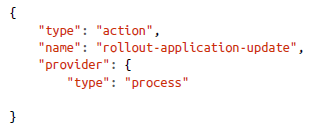 {
    "type": "action",
    "name": "rollout-application-update",
    "provider": {
        "type": "process"

}